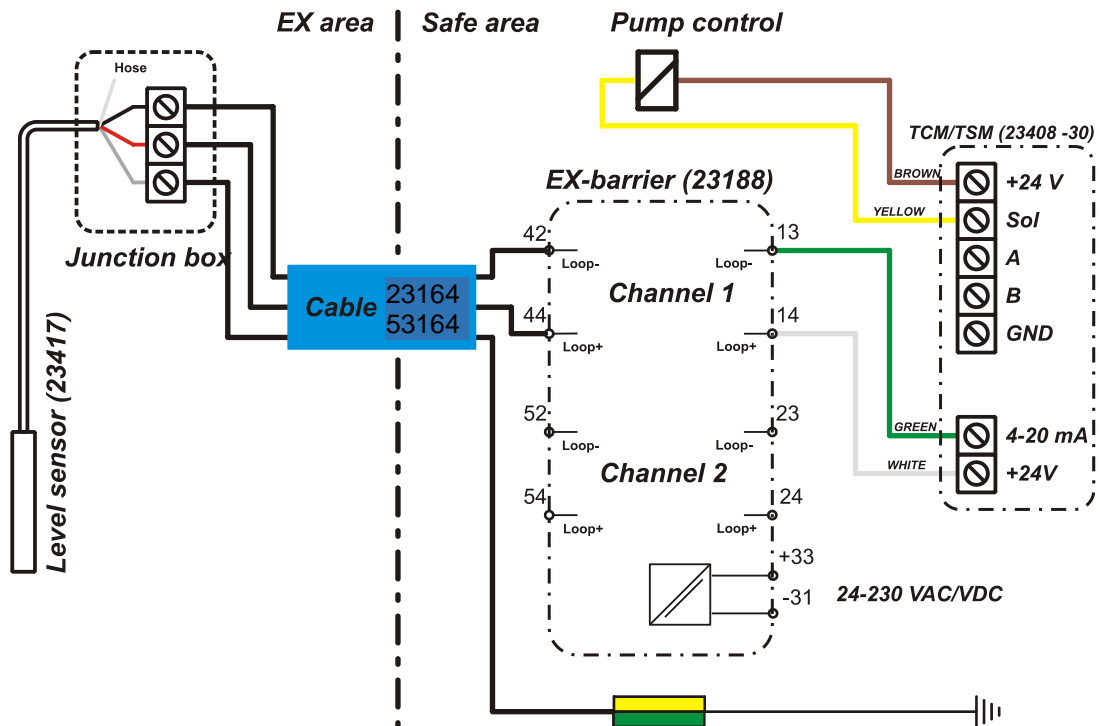 EX area
Safe area
Pump control
Hose
TCM/TSM (23408 -30)
BROWN
+24 V
EX-barrier (23188)
YELLOW
Sol
42
13
Junction box
Loop-
Loop-
A
Cable
23164
53164
Channel 1
B
44
14
GND
Loop+
Loop+
Level sensor (23417)
52
23
GREEN
4-20 mA
Loop-
Loop-
WHITE
+24V
Channel 2
54
24
Loop+
Loop+
+33
-31
24-230 VAC/VDC